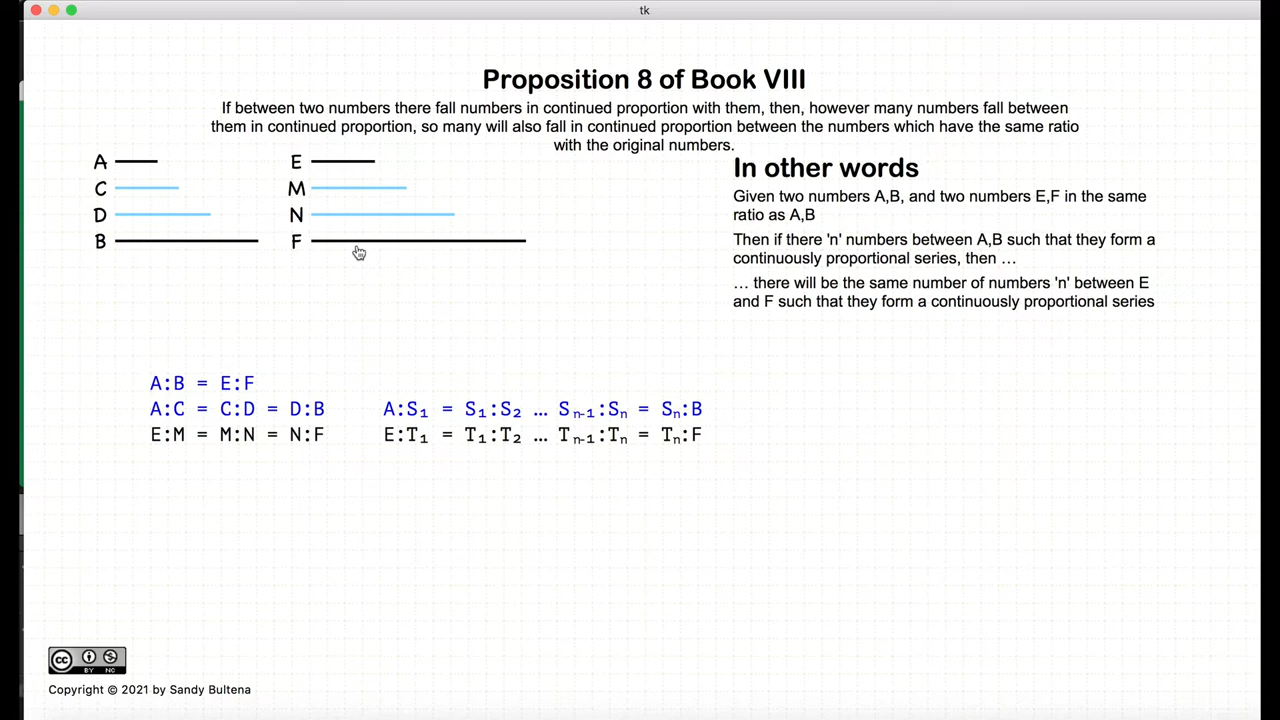 tk
Proposition 8 of Book VIII
If between two numbers there fall numbers in continued proportion with them, then, however many numbers fall between
them in continued proportion, so many will also fall in continued proportion between the numbers which have the same ratio
with the original numbers.
A
C
D
B
E
M
N
F
In other words
Given two numbers A,B, and two numbers E,F in the same
ratio as A,B
Then if there 'n' numbers between A,B such that they form a
continuously proportional series, then …
… there will be the same number of numbers 'n' between E
and F such that they form a continuously proportional series
A:B = E:F
A:C = C:D = D:B
E:M = M:N = N:F
A:S₁ = S₁:S₂ … Sₙ₋₁:Sₙ = Sₙ:B
E:T₁ = T₁:T₂ … Tₙ₋₁:Tₙ = Tₙ:F
cc
BY NC
Copyright © 2021 by Sandy Bultena